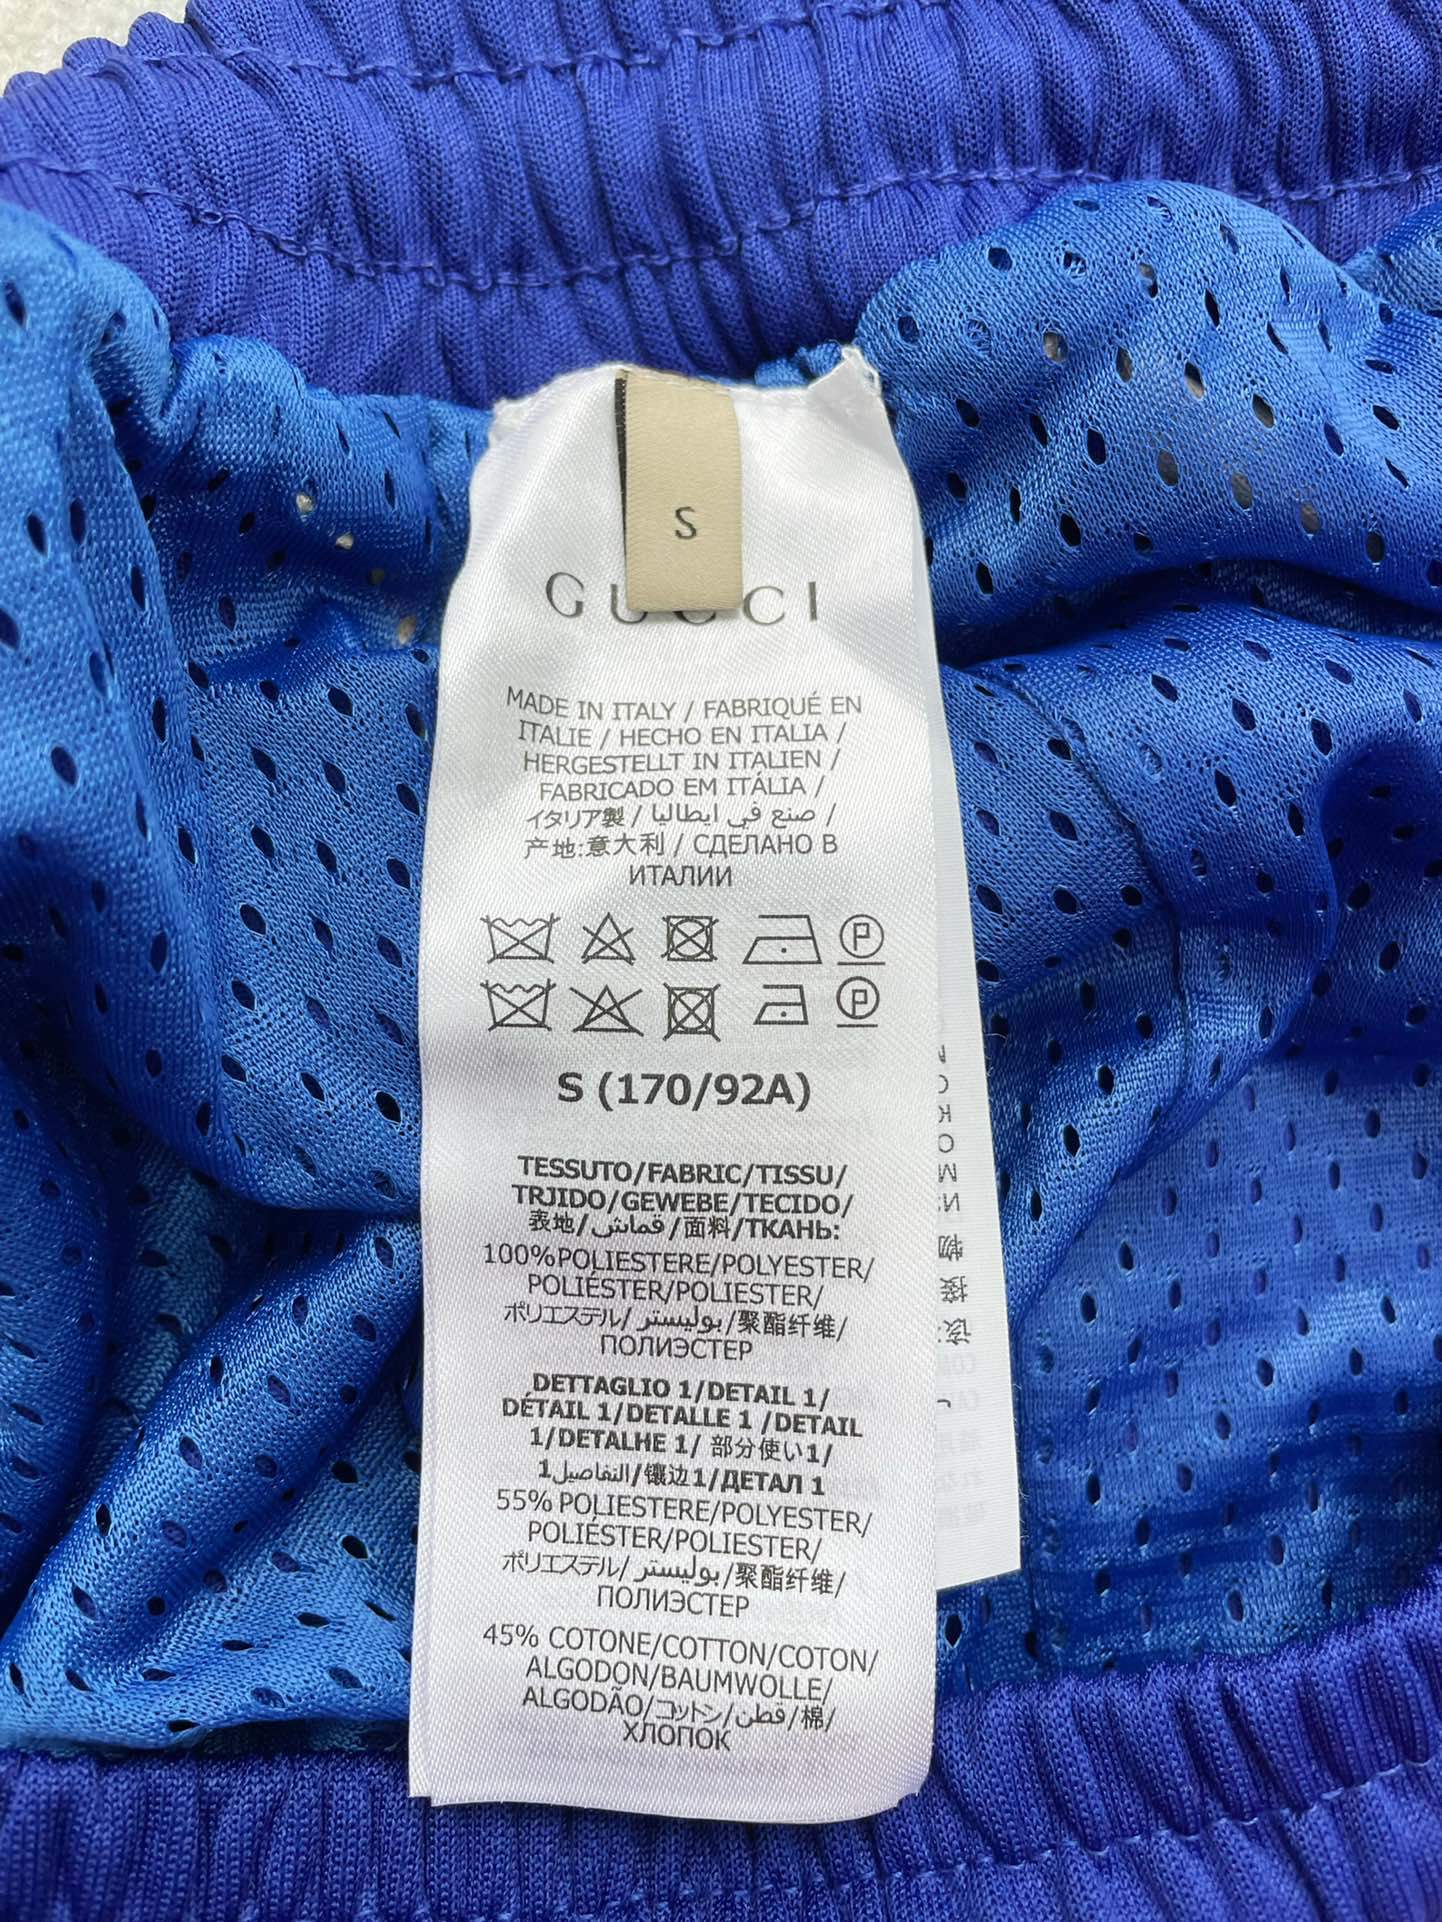 S
GUCCI
MADE IN ITALY / FABRIQUÉ EN
ITALIE / HECHO EN ITALIA /
HERGESTELLT IN ITALIEN /
FABRICADO EM ITÁLIA /
イタリア製 / صنع في ايطاليا /
产地:意大利 / СДЕЛАНО В
ИТАЛИИ
P
P
S (170/92A)
TESSUTO/FABRIC/TISSU/
TRJIDO/GEWEBE/TECIDO/
表地/قماش/面料/ТКАНЬ:
100%POLIESTERE/POLYESTER/
POLIÉSTER/POLIESTER/
ポリエステル/بوليستر/聚酯纤维/
ПОЛИЭСТЕР
DETTAGLIO 1/DETAIL 1/
DÉTAIL 1/DETALLE 1 /DETAIL
1/DETALHE 1/ 部分使い1/
التفاصيل1/镶边1/ДЕТАЛ 1
55% POLIESTERE/POLYESTER/
POLIÉSTER/POLIESTER/
ポリエステル/بوليستر/聚酯纤维/
ПОЛИЭСТЕР
45% COTONE/COTTON/COTON/
ALGODON/BAUMWOLLE/
ALGODÃO/コットン/قطن/棉/
ХЛОПОК